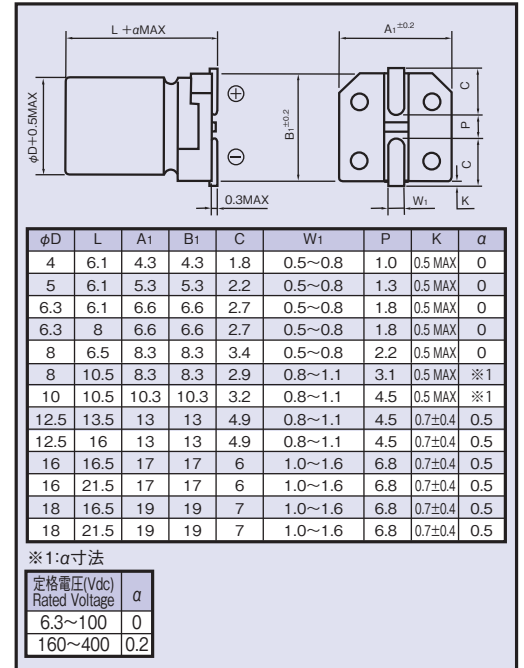 L +αMAX
A1±0.2
φD+0.5MAX
⊕
⊖
B1±0.2
C
P
C
0.3MAX
W1
K
φD L A1 B1 C W1 P K α
4 6.1 4.3 4.3 1.8 0.5〜0.8 1.0 0.5 MAX 0
5 6.1 5.3 5.3 2.2 0.5〜0.8 1.3 0.5 MAX 0
6.3 6.1 6.6 6.6 2.7 0.5〜0.8 1.8 0.5 MAX 0
6.3 8 6.6 6.6 2.7 0.5〜0.8 1.8 0.5 MAX 0
8 6.5 8.3 8.3 3.4 0.5〜0.8 2.2 0.5 MAX 0
8 10.5 8.3 8.3 2.9 0.8〜1.1 3.1 0.5 MAX ※1
10 10.5 10.3 10.3 3.2 0.8〜1.1 4.5 0.5 MAX ※1
12.5 13.5 13 13 4.9 0.8〜1.1 4.5 0.7±0.4 0.5
12.5 16 13 13 4.9 0.8〜1.1 4.5 0.7±0.4 0.5
16 16.5 17 17 6 1.0〜1.6 6.8 0.7±0.4 0.5
16 21.5 17 17 6 1.0〜1.6 6.8 0.7±0.4 0.5
18 16.5 19 19 7 1.0〜1.6 6.8 0.7±0.4 0.5
18 21.5 19 19 7 1.0〜1.6 6.8 0.7±0.4 0.5
※1:α寸法
定格電圧(Vdc)
Rated Voltage α
6.3〜100 0
160〜400 0.2